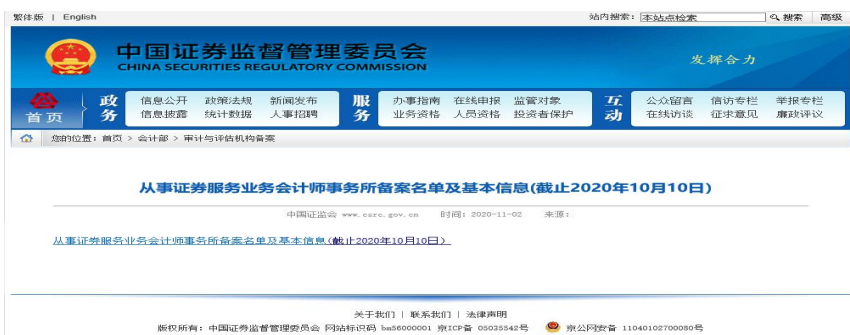 繁体版 | English 站内搜索: 本站点检索 搜索 高级
中国证券监督管理委员会
CHINA SECURITIES REGULATORY COMMISSION
发挥合力
首页 政务 信息公开 政策法规 新闻发布 服务 办事指南 在线申报 监管对象 互动 公众留言 信访专栏 举报专栏
信息披露 统计数据 人事招聘 业务资格 人员资格 投资者保护 在线访谈 征求意见 廉政评议
您的位置: 首页 > 会计部 > 审计与评估机构备案
从事证券服务业务会计师事务所备案名单及基本信息(截止2020年10月10日)
中国证监会 www.csrc.gov.cn 时间: 2020-11-02 来源:
从事证券服务业务会计师事务所备案名单及基本信息(截止2020年10月10日)
关于我们 | 联系我们 | 法律声明
版权所有: 中国证券监督管理委员会 网站标识码 bm56000001 京ICP备 05035542号 京公网安备 11040102700080号